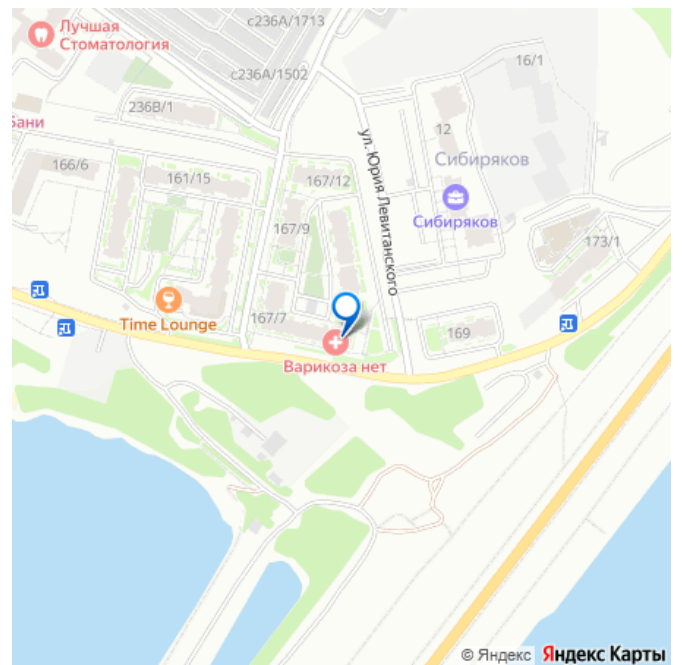 с236А/1713
Лучшая
Стоматология
с236А/1502
16/1
236В/1
Бани
12
ул. Юрия Левитанского
Сибиряков
166/6
161/15
167/12
Сибиряков
167/9
173/1
Time Lounge
167/7
169
Варикоза нет
© Яндекс Яндекс Карты